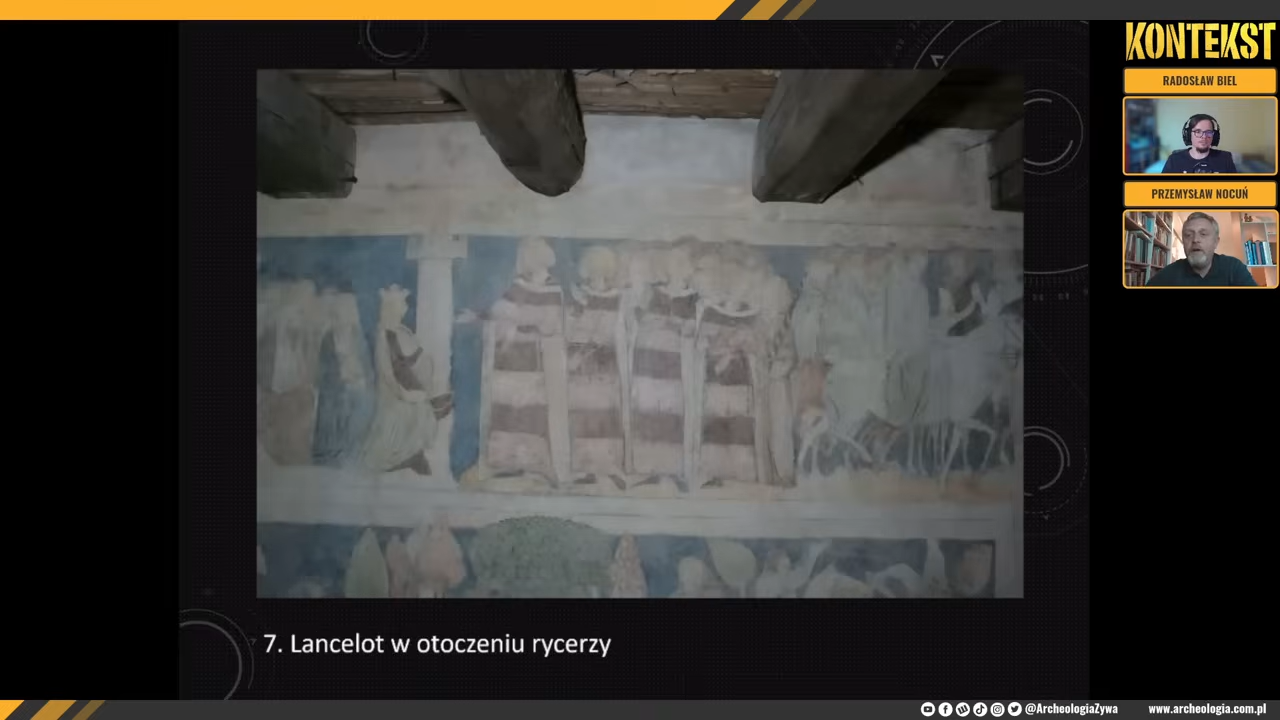 KONTEKST
RADOSŁAW BIEL
PRZEMYSŁAW NOCUŃ
7. Lancelot w otoczeniu rycerzy
@ArcheologiaZywa www.archeologia.com.pl